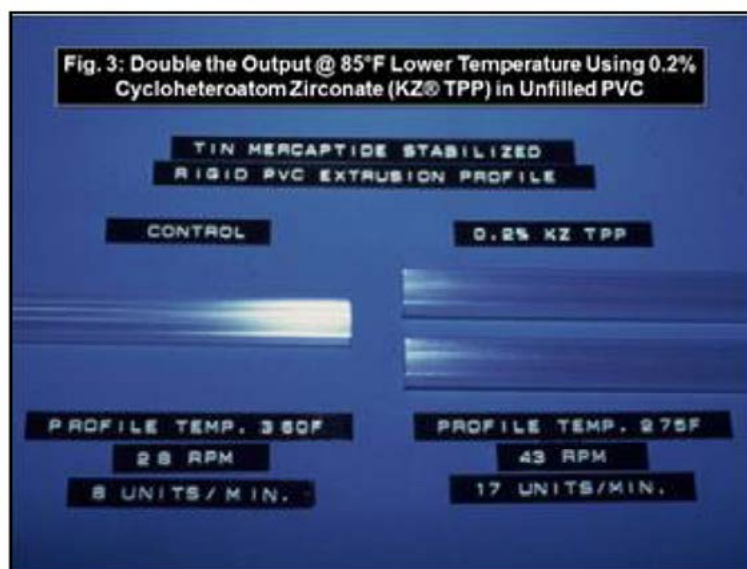 Fig. 3: Double the Output @ 85°F Lower Temperature Using 0.2%
Cycloheteroatom Zirconate (KZ® TPP) in Unfilled PVC
TIN MERCAPTIDE STABILIZED
RIGID PVC EXTRUSION PROFILE
CONTROL
0.2% KZ TPP
PROFILE TEMP. 360F
28 RPM
8 UNITS/MIN.
PROFILE TEMP. 275F
43 RPM
17 UNITS/MIN.